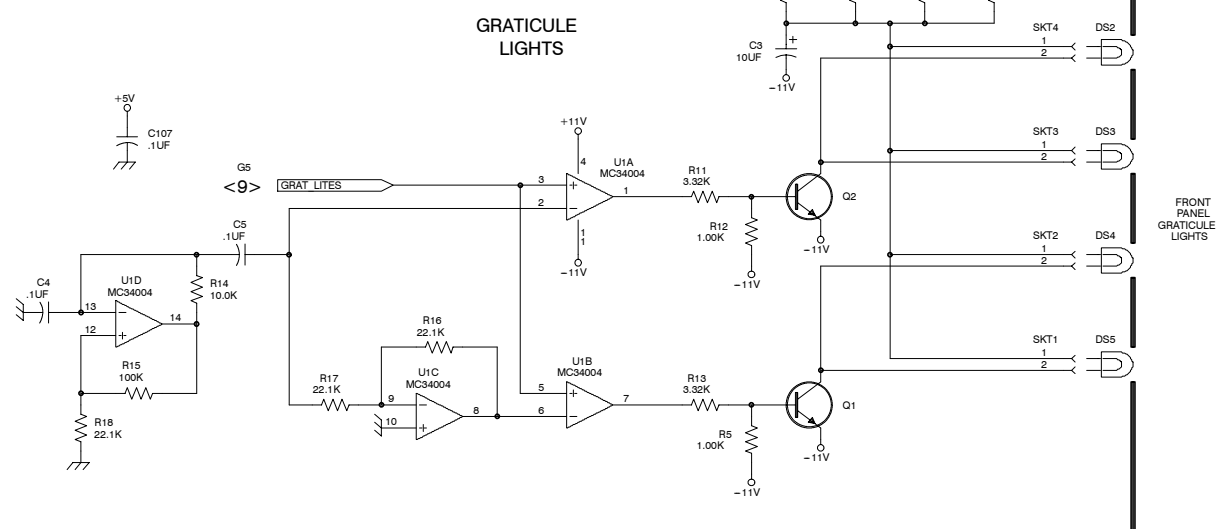 GRATICULE
LIGHTS
SKT4 DS2
1
2
C3 +
10UF
−11V
+5V
C107
.1UF
+11V
4
SKT3 DS3
1
2
G5
<9> GRAT LITES
3 +
2 −
U1A
MC34004
1
R11
3.32K
Q2
R12
1.00K
−11V
−11V
1
1
−11V
FRONT
PANEL
GRATICULE
LIGHTS
C5
.1UF
SKT2 DS4
1
2
C4
.1UF
U1D
MC34004
13 −
12 +
14
R14
10.0K
R15
100K
R18
22.1K
R16
22.1K
R17
22.1K
U1C
MC34004
9 −
10 +
8
U1B
MC34004
5 +
6 −
7
R13
3.32K
Q1
R5
1.00K
−11V
−11V
SKT1 DS5
1
2